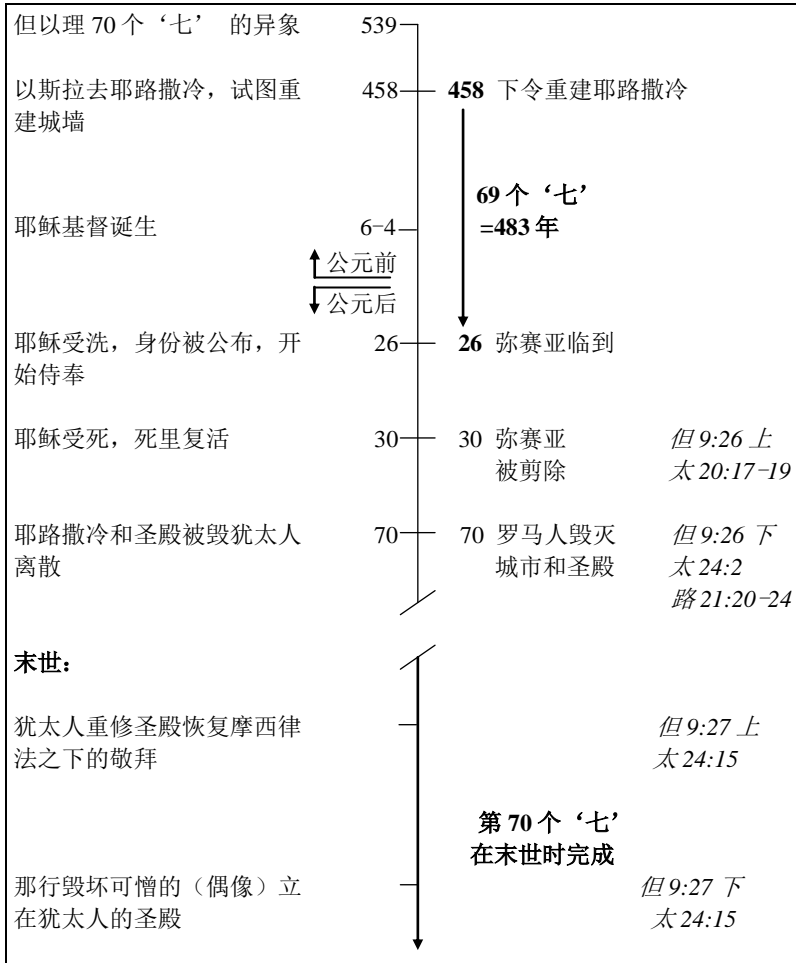 但以理 70 个‘七’ 的异象 539
以斯拉去耶路撒冷，试图重 458 458 下令重建耶路撒冷
建城墙
69 个‘七’
耶稣基督诞生 6-4 =483 年
公元前
公元后
耶稣受洗，身份被公布，开 26 26 弥赛亚临到
始侍奉
耶稣受死，死里复活 30 30 弥赛亚 但 9:26 上
被剪除 太 20:17-19
耶路撒冷和圣殿被毁犹太人 70 70 罗马人毁灭 但 9:26 下
离散 城市和圣殿 太 24:2
路 21:20-24
末世：
犹太人重修圣殿恢复摩西律 但 9:27 上
法之下的敬拜 太 24:15
第 70 个‘七’
在末世时完成
那行毁坏可憎的（偶像）立 但 9:27 下
在犹太人的圣殿 太 24:15